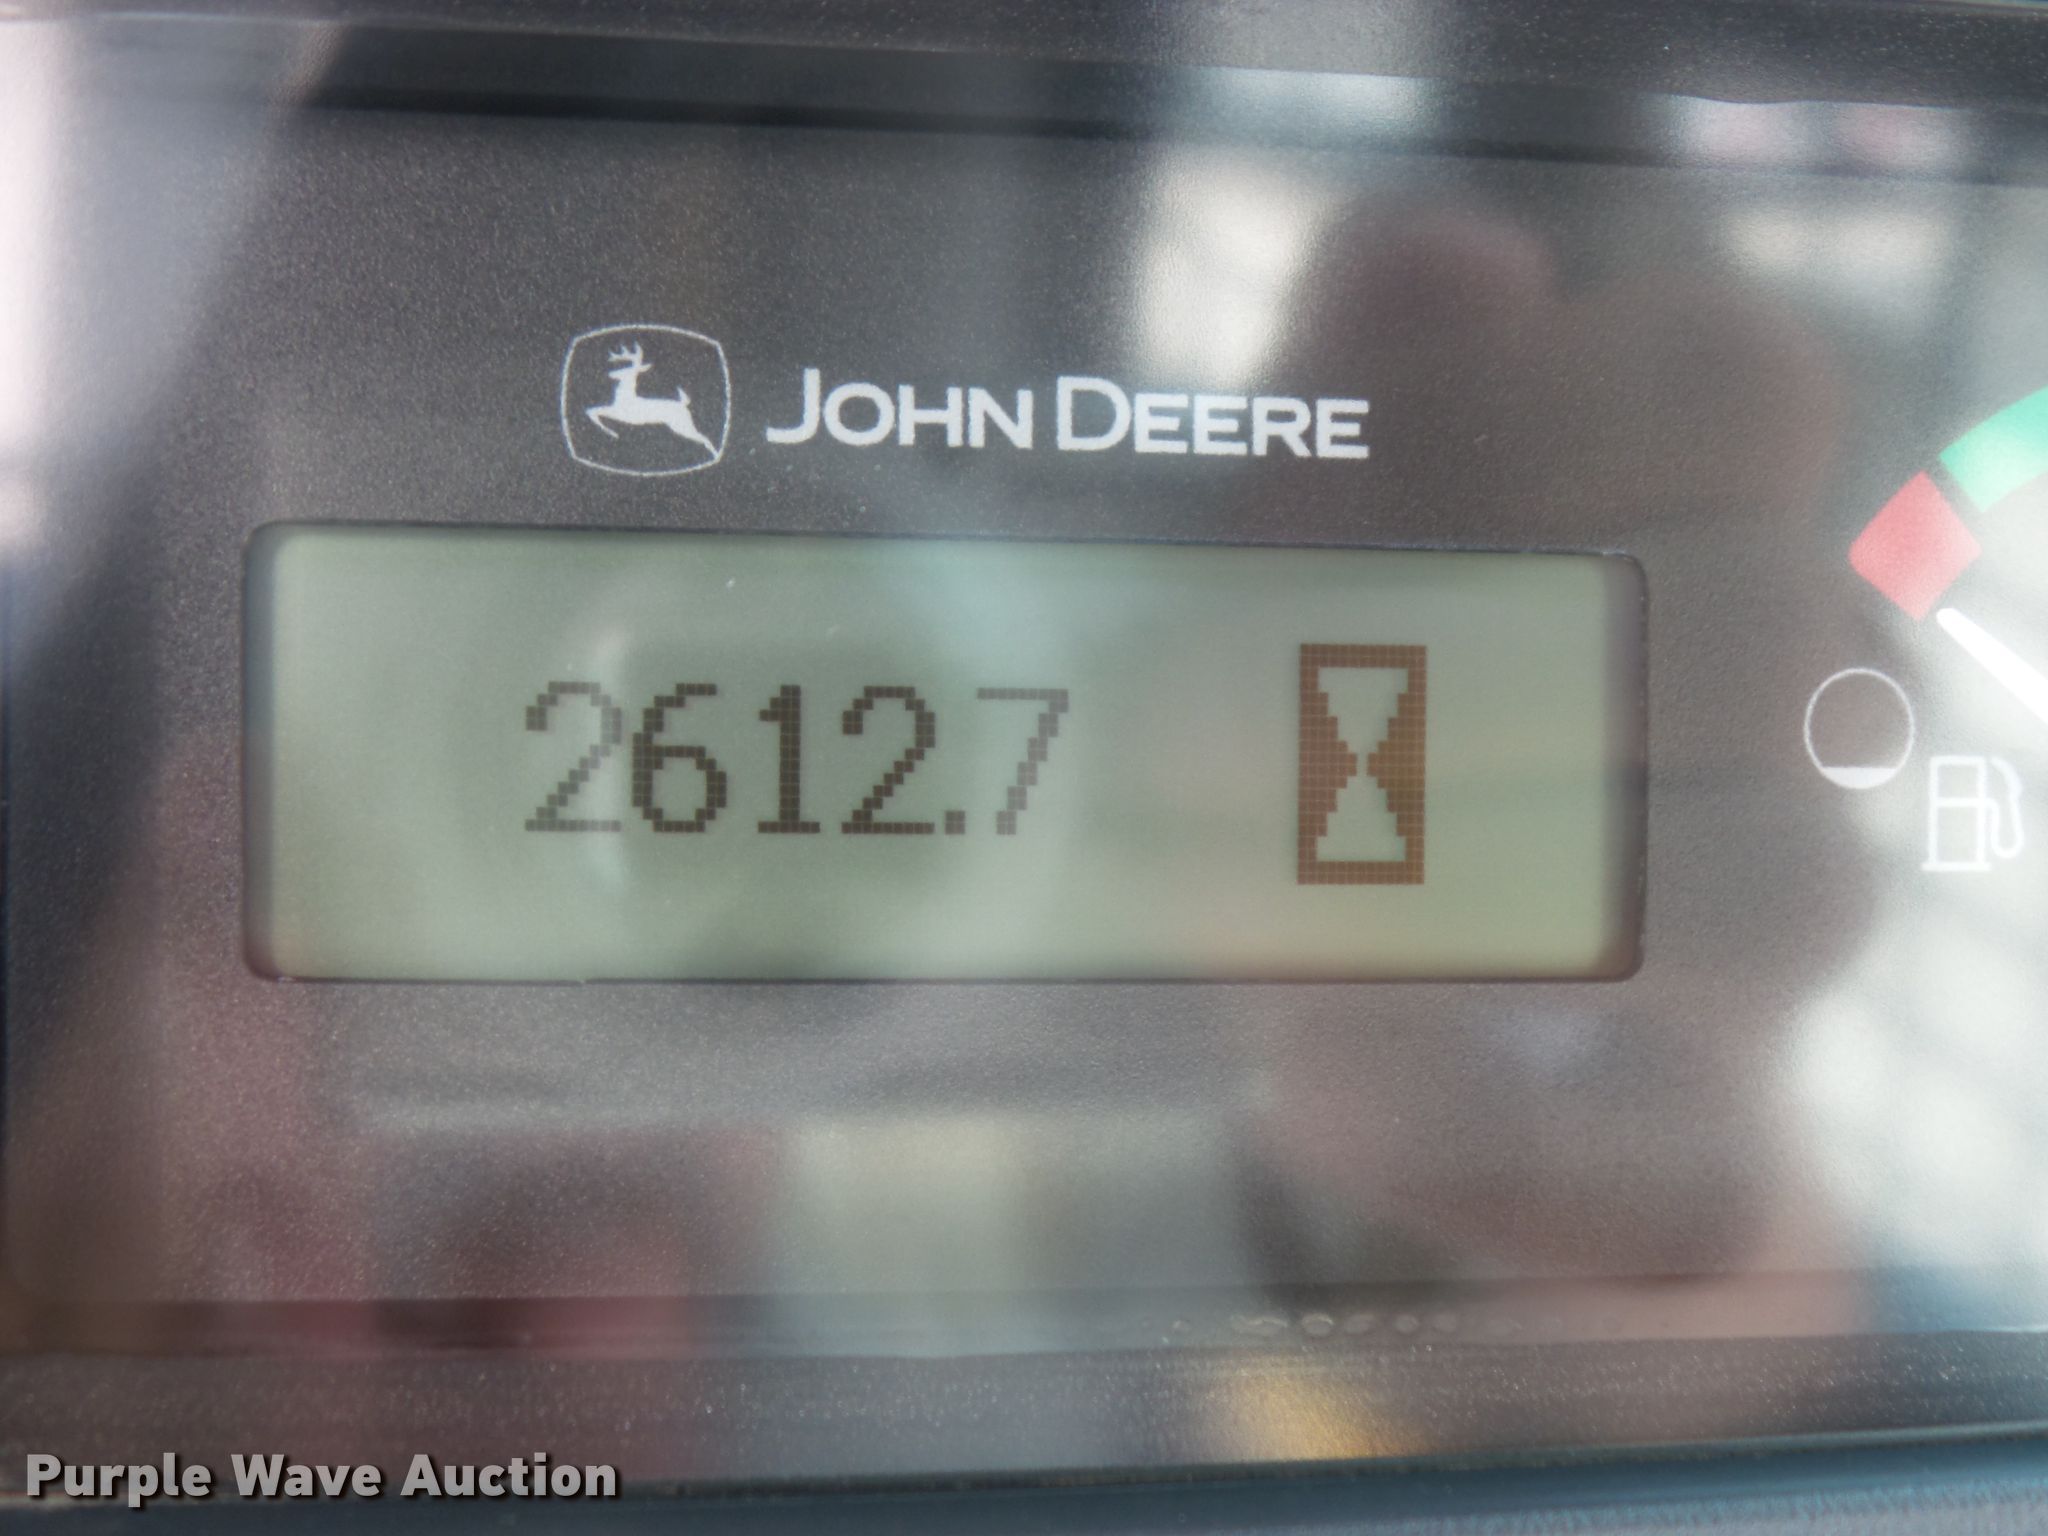 JOHN DEERE
2612.7
Purple Wave Auction